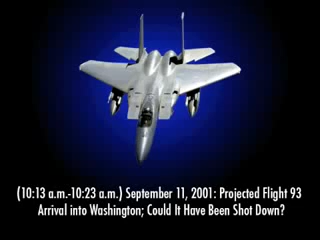 (10:13 a.m.-10:23 a.m.) September 11, 2001: Projected Flight 93
Arrival into Washington; Could It Have Been Shot Down?